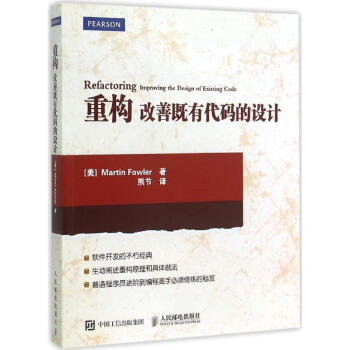 PEARSON
Refactoring Improving the Design of Existing Code
重构 改善既有代码的设计
[美] Martin Fowler 著
熊节 译
软件开发的不朽经典
生动阐述重构原理和具体做法
普通程序员进阶到编程高手必须修炼的秘笈
中国工信出版集团
人民邮电出版社
重构 改善既有代码的设计